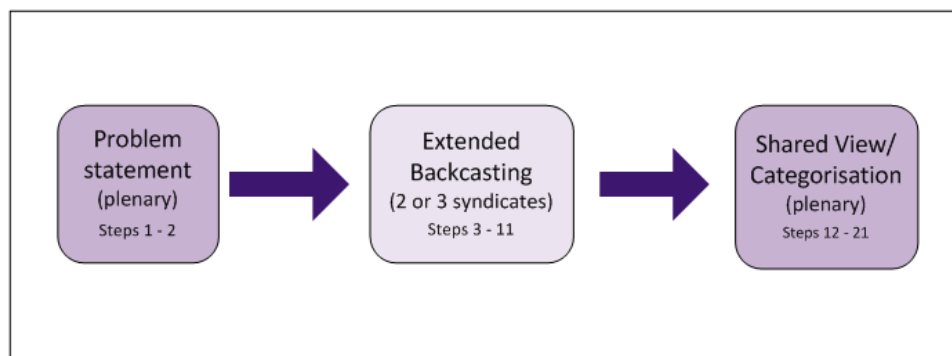 Problem
statement
(plenary)
Steps 1 - 2
Extended
Backcasting
(2 or 3 syndicates)
Steps 3 - 11
Shared View/
Categorisation
(plenary)
Steps 12 - 21